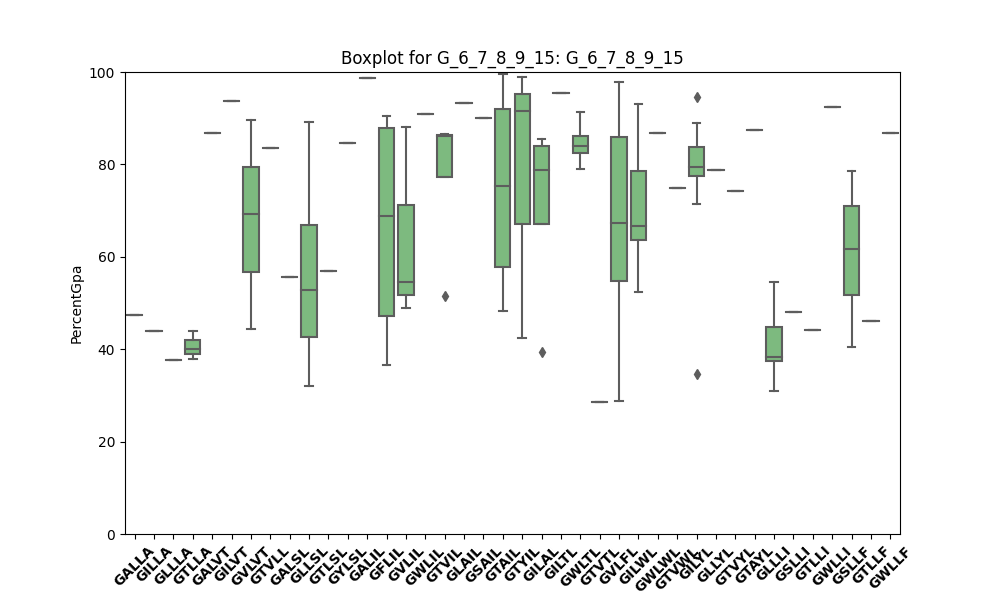 Boxplot for G_6_7_8_9_15: G_6_7_8_9_15
PercentGpa
100
80
60
40
20
0
GALLA
GILLA
GLLLA
GTLLA
GALVT
GILVT
GVLVT
GTVLL
GALSL
GLLSL
GTLSL
GYLSL
GALIL
GFLIL
GVLIL
GWLIL
GTVIL
GLAIL
GSAIL
GTAIL
GTYIL
GILAL
GILTL
GWLTL
GTVTL
GVLFL
GILWL
GWLWL
GTVWL
GILYL
GLLYL
GTVYL
GTAYL
GLLLI
GSLLI
GTLLI
GWLLI
GSLLF
GTLLF
GWLLF